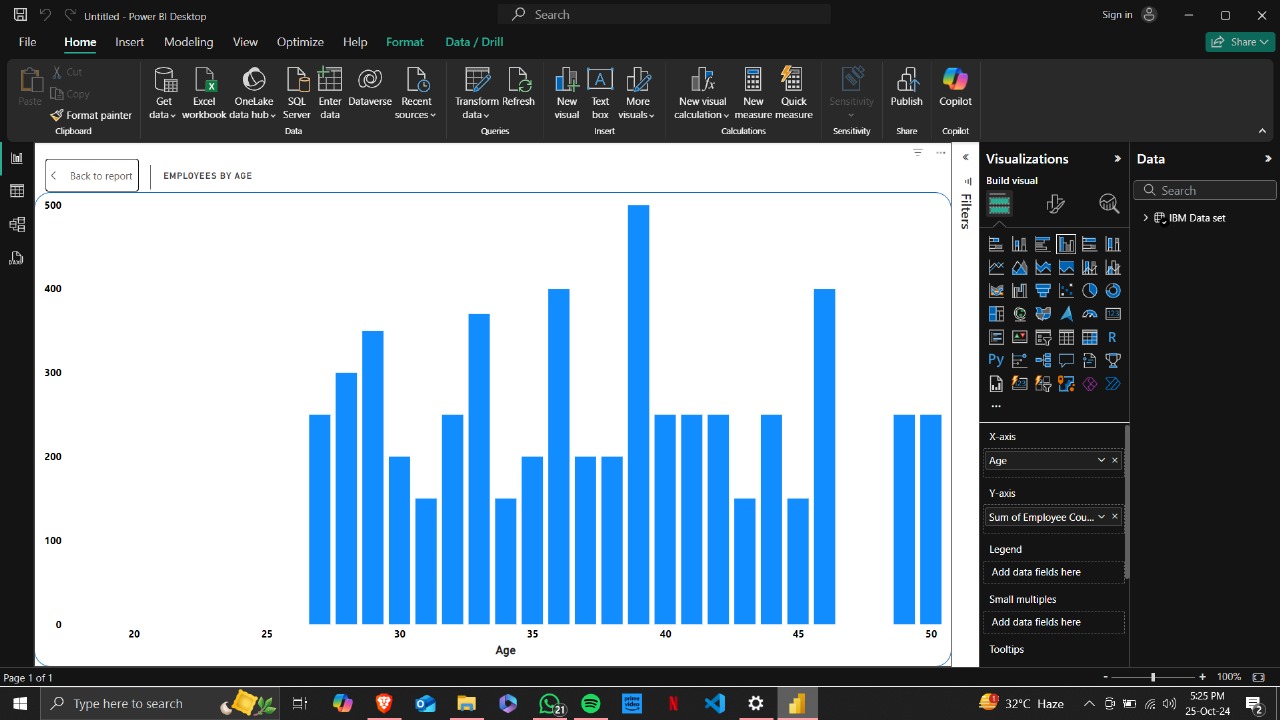 Untitled - Power BI Desktop
Search
Sign in
File Home Insert Modeling View Optimize Help Format Data / Drill
Share
Paste
Cut
Copy
Format painter
Clipboard
Get data
Excel workbook
OneLake data hub
SQL Server
Enter data
Dataverse
Recent sources
Data
Transform data
Refresh
Queries
New visual
Text box
More visuals
Insert
New visual calculation
New measure
Quick measure
Calculations
Sensitivity
Sensitivity
Publish
Share
Copilot
Copilot
Back to report
EMPLOYEES BY AGE
500
400
300
200
100
0
20 25 30 35 40 45 50
Age
Filters
Visualizations
Build visual
R
Py
123
X-axis
Age
Y-axis
Sum of Employee Cou...
Legend
Add data fields here
Small multiples
Add data fields here
Tooltips
Data
Search
IBM Data set
Page 1 of 1
- + 100%
Type here to search
21
prime video
N
32°C Haze
5:25 PM
25-Oct-24
2